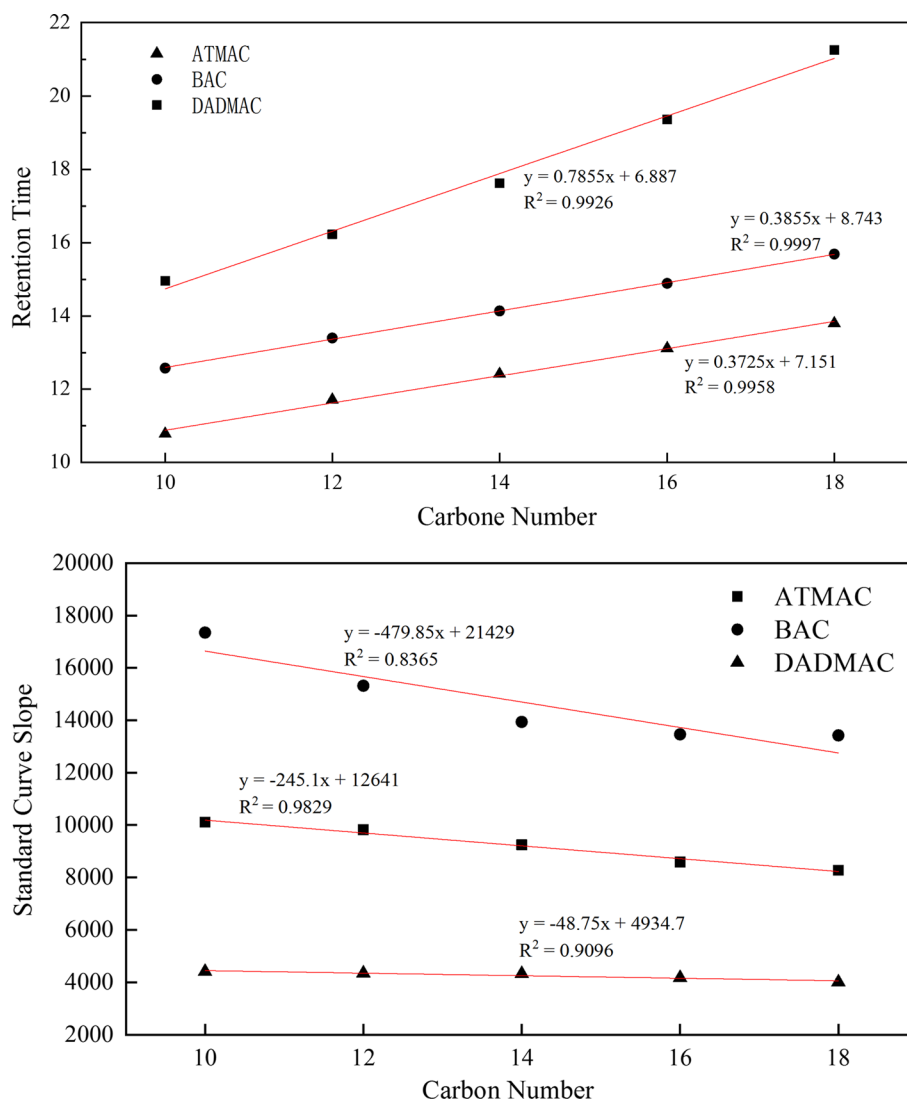 22
20
18
16
14
12
10
Retention Time
ATMAC
BAC
DADMAC
y = 0.7855x + 6.887
R² = 0.9926
y = 0.3855x + 8.743
R² = 0.9997
y = 0.3725x + 7.151
R² = 0.9958
10 12 14 16 18
Carbone Number
20000
18000
16000
14000
12000
10000
8000
6000
4000
2000
Standard Curve Slope
ATMAC
BAC
DADMAC
y = -479.85x + 21429
R² = 0.8365
y = -245.1x + 12641
R² = 0.9829
y = -48.75x + 4934.7
R² = 0.9096
10 12 14 16 18
Carbon Number